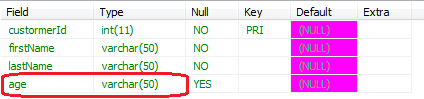 Field Type Null Key Default Extra
custormerId int(11) NO PRI (NULL)
firstName varchar(50) NO (NULL)
lastName varchar(50) NO (NULL)
age varchar(50) YES (NULL)